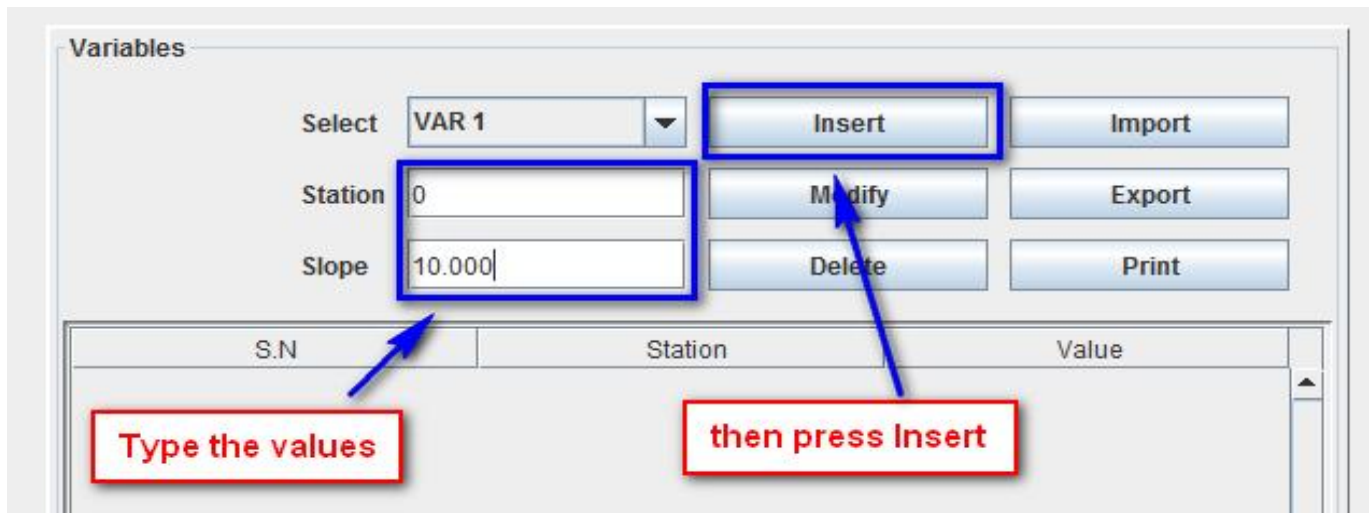 Variables
Select VAR 1 Insert Import
Station 0 Modify Export
Slope 10.000 Delete Print
S.N Station Value
Type the values
then press Insert